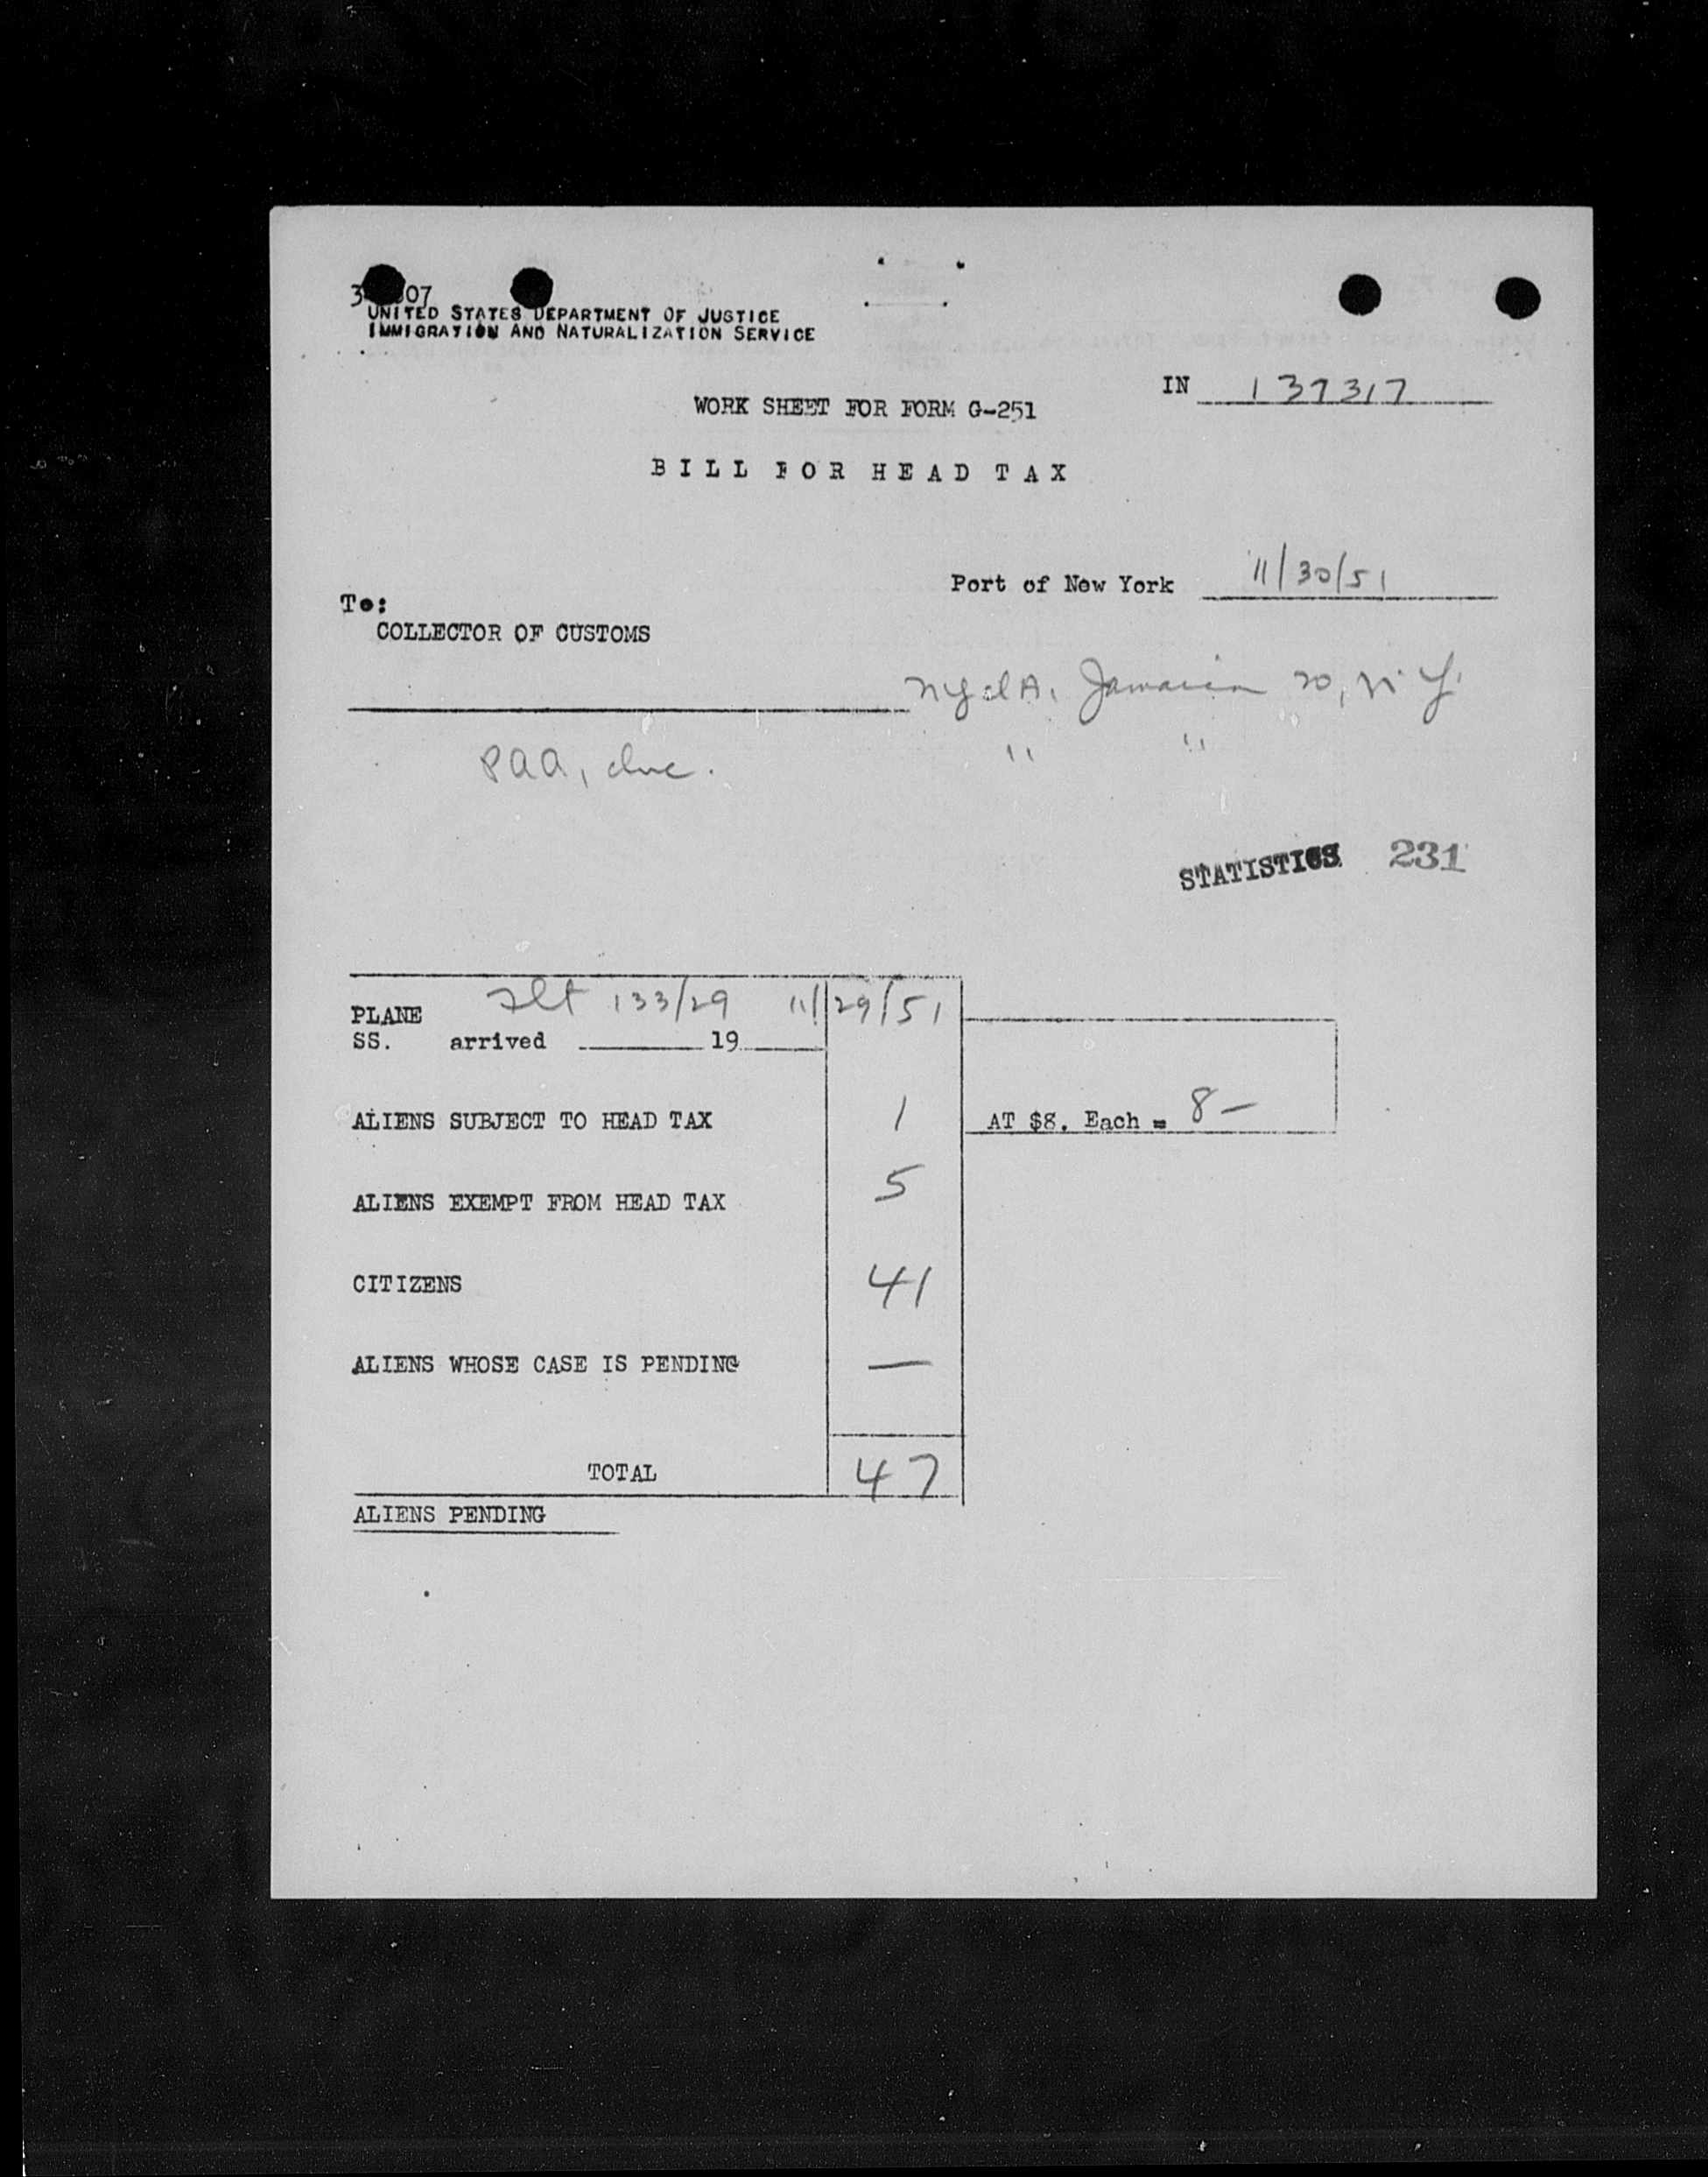 07
UNITED STATES DEPARTMENT OF JUSTICE
IMMIGRATION AND NATURALIZATION SERVICE
IN 137317
WORK SHEET FOR FORM G-251
BILL FOR HEAD TAX
Port of New York 11/30/51
To:
COLLECTOR OF CUSTOMS
Jamaica 20, N.Y.
PAA, Inc. " "
STATISTICS 231
PLANE Flt 133/29 11/29/51
SS. arrived 19
ALIENS SUBJECT TO HEAD TAX 1 AT $8. Each = 8—
ALIENS EXEMPT FROM HEAD TAX 5
CITIZENS 41
ALIENS WHOSE CASE IS PENDING —
TOTAL 47
ALIENS PENDING